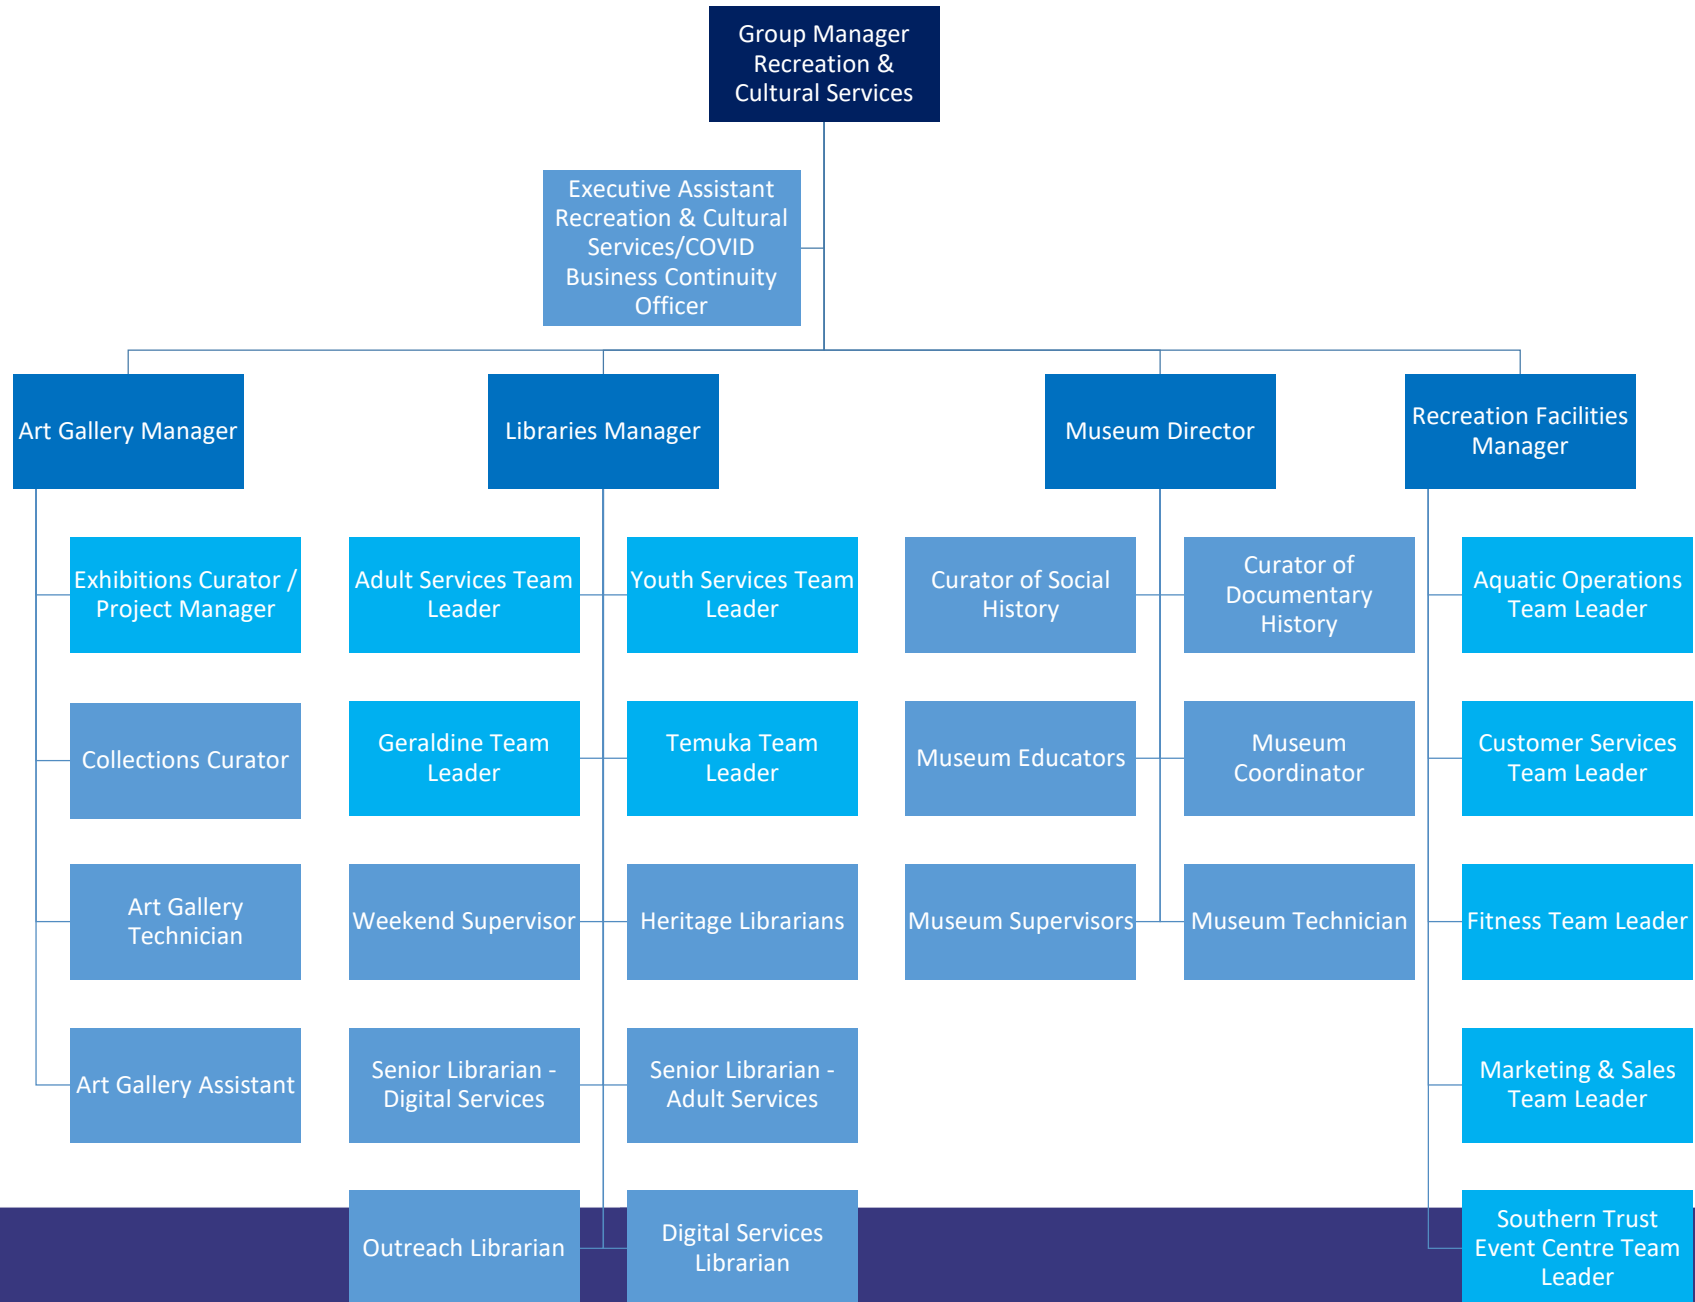 Group Manager
Recreation &
Cultural Services
Executive Assistant
Recreation & Cultural
Services/COVID
Business Continuity
Officer
Art Gallery Manager
Libraries Manager
Museum Director
Recreation Facilities
Manager
Exhibitions Curator /
Project Manager
Adult Services Team
Leader
Youth Services Team
Leader
Curator of Social
History
Curator of
Documentary
History
Aquatic Operations
Team Leader
Collections Curator
Geraldine Team
Leader
Temuka Team
Leader
Museum Educators
Museum
Coordinator
Customer Services
Team Leader
Art Gallery
Technician
Weekend Supervisor
Heritage Librarians
Museum Supervisors
Museum Technician
Fitness Team Leader
Art Gallery Assistant
Senior Librarian -
Digital Services
Senior Librarian -
Adult Services
Marketing & Sales
Team Leader
Outreach Librarian
Digital Services
Librarian
Southern Trust
Event Centre Team
Leader